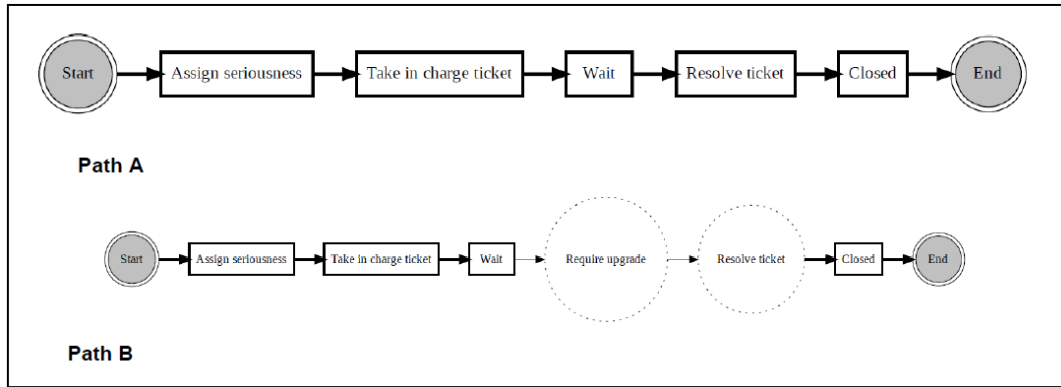 Start Assign seriousness Take in charge ticket Wait Resolve ticket Closed End
Path A
Start Assign seriousness Take in charge ticket Wait Require upgrade Resolve ticket Closed End
Path B